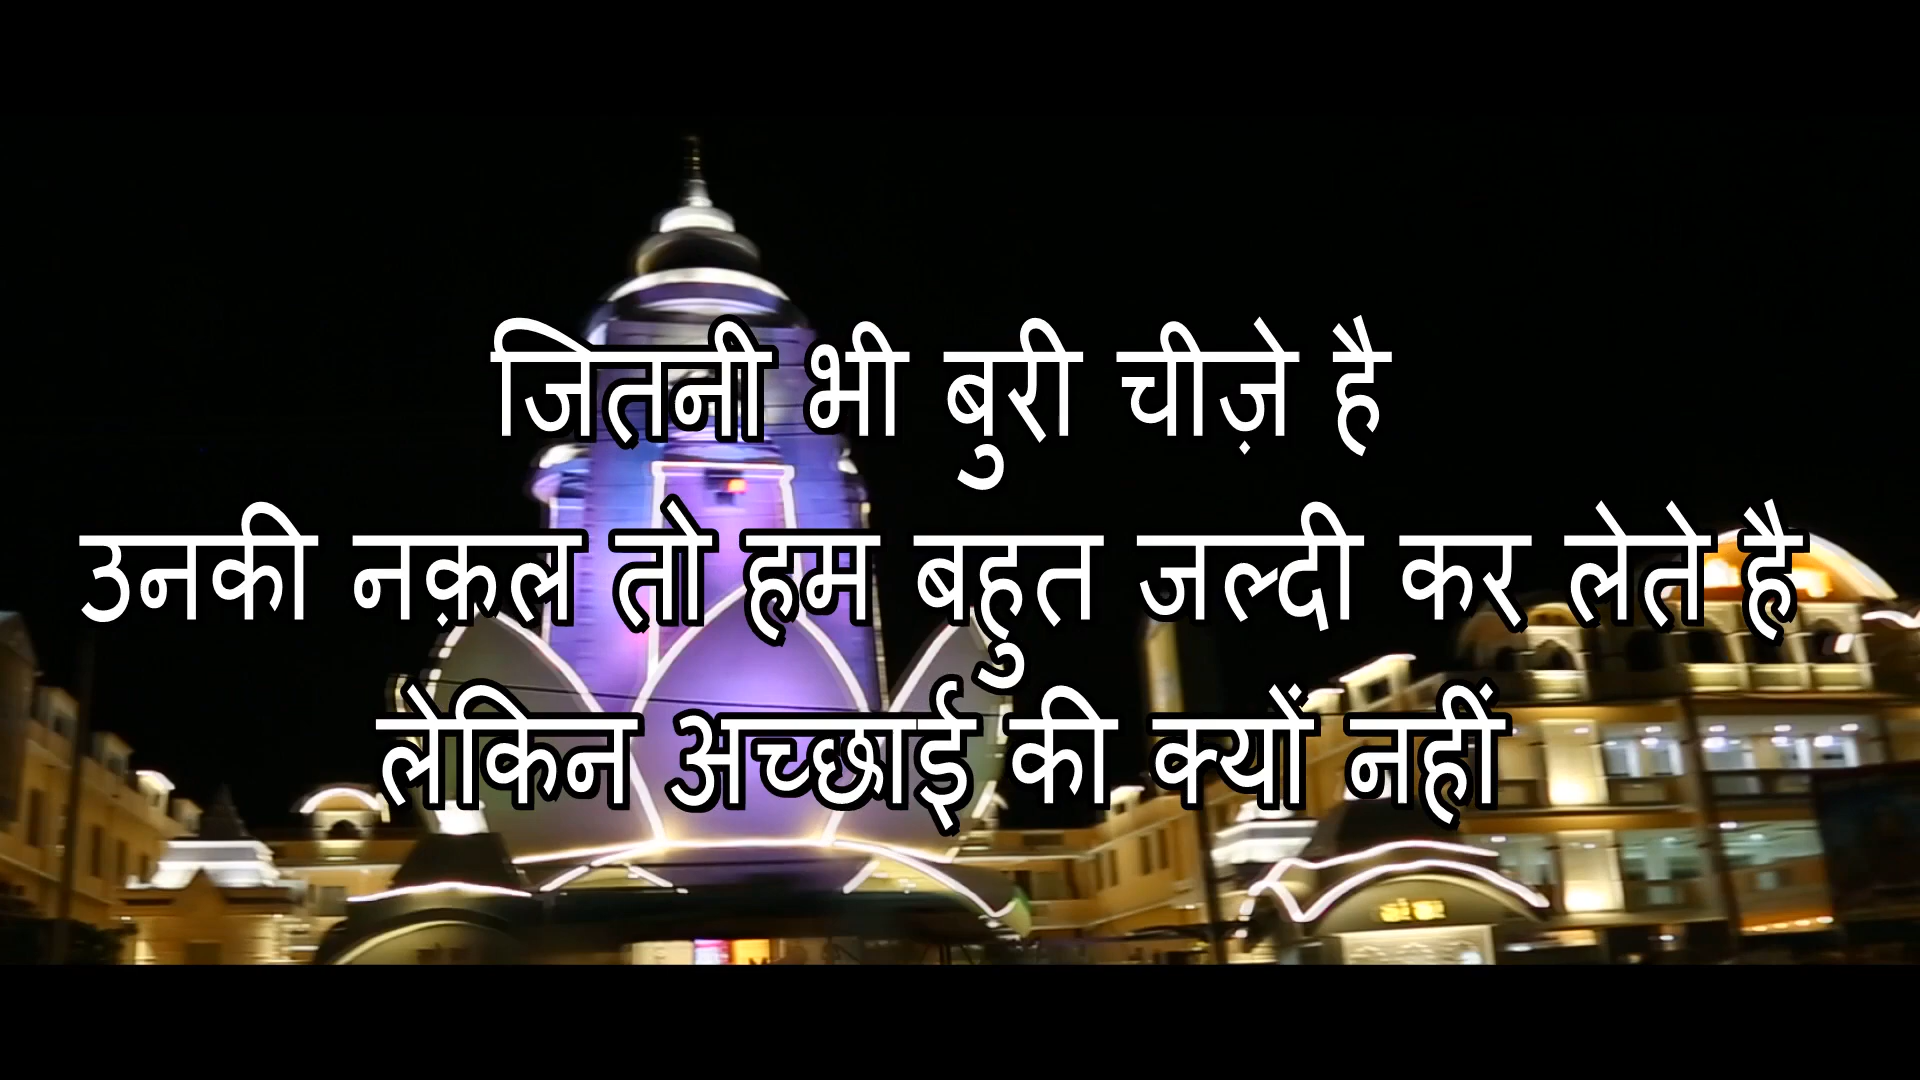 जितनी भी बुरी चीज़े है
उनकी नक़ल तो हम बहुत जल्दी कर लेते है
लेकिन अच्छाई की क्यों नहीं